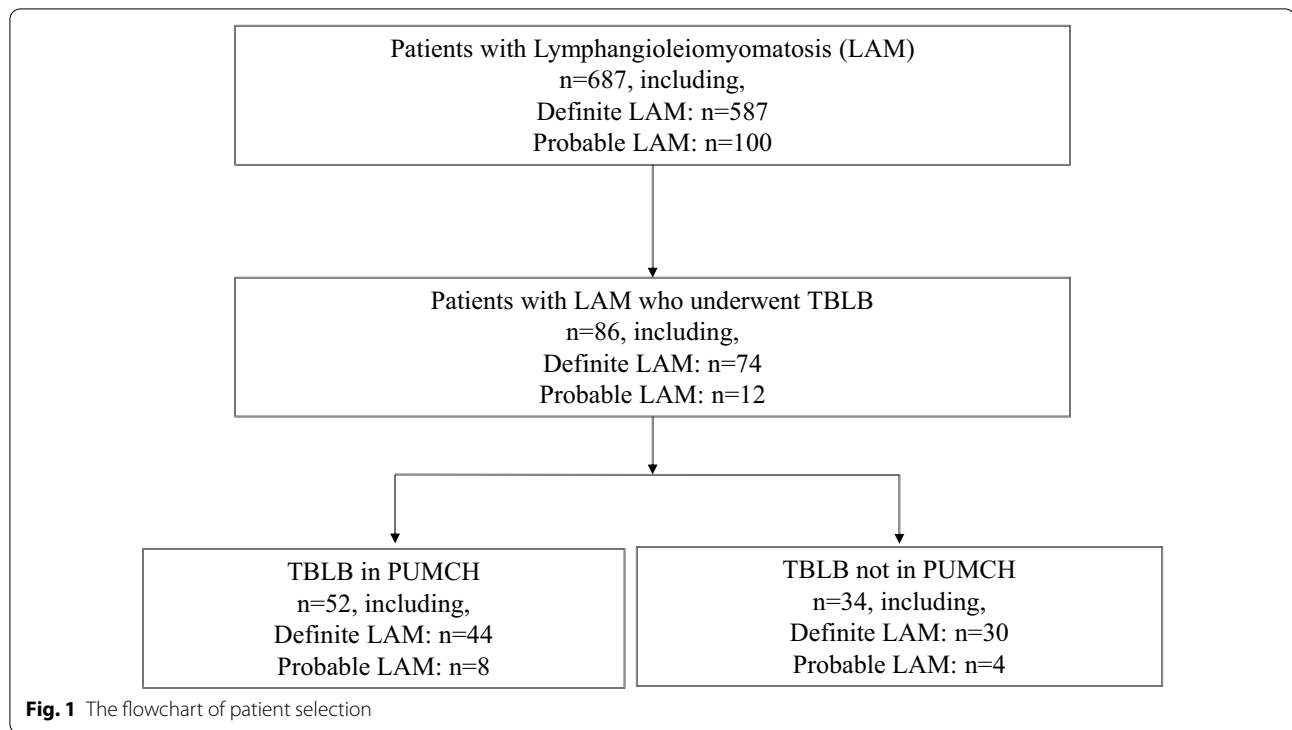 Patients with Lymphangioleiomyomatosis (LAM)
n=687, including,
Definite LAM: n=587
Probable LAM: n=100
Patients with LAM who underwent TBLB
n=86, including,
Definite LAM: n=74
Probable LAM: n=12
TBLB in PUMCH
n=52, including,
Definite LAM: n=44
Probable LAM: n=8
TBLB not in PUMCH
n=34, including,
Definite LAM: n=30
Probable LAM: n=4
Fig. 1 The flowchart of patient selection